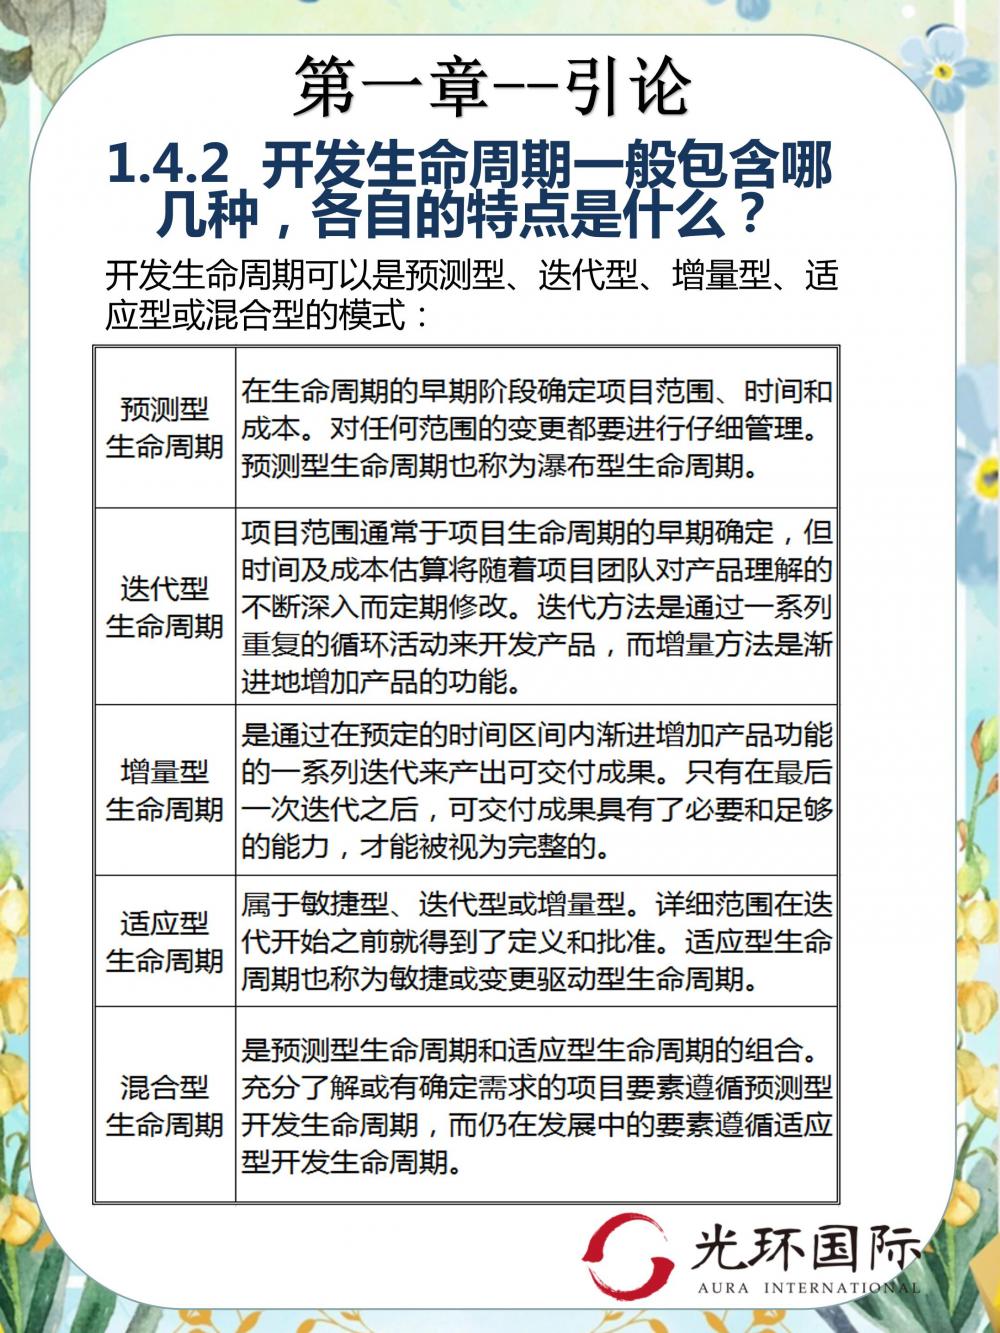 第一章--引论
1.4.2 开发生命周期一般包含哪
几种，各自的特点是什么？
开发生命周期可以是预测型、迭代型、增量型、适
应型或混合型的模式：
预测型
生命周期
在生命周期的早期阶段确定项目范围、时间和
成本。对任何范围的变更都要进行仔细管理。
预测型生命周期也称为瀑布型生命周期。
迭代型
生命周期
项目范围通常于项目生命周期的早期确定，但
时间及成本估算将随着项目团队对产品理解的
不断深入而定期修改。迭代方法是通过一系列
重复的循环活动来开发产品，而增量方法是渐
进地增加产品的功能。
增量型
生命周期
是通过在预定的时间区间内渐进增加产品功能
的一系列迭代来产出可交付成果。只有在最后
一次迭代之后，可交付成果具有了必要和足够
的能力，才能被视为完整的。
适应型
生命周期
属于敏捷型、迭代型或增量型。详细范围在迭
代开始之前就得到了定义和批准。适应型生命
周期也称为敏捷或变更驱动型生命周期。
混合型
生命周期
是预测型生命周期和适应型生命周期的组合。
充分了解或有确定需求的项目要素遵循预测型
开发生命周期，而仍在发展中的要素遵循适应
型开发生命周期。
光环国际
AURA INTERNATIONAL